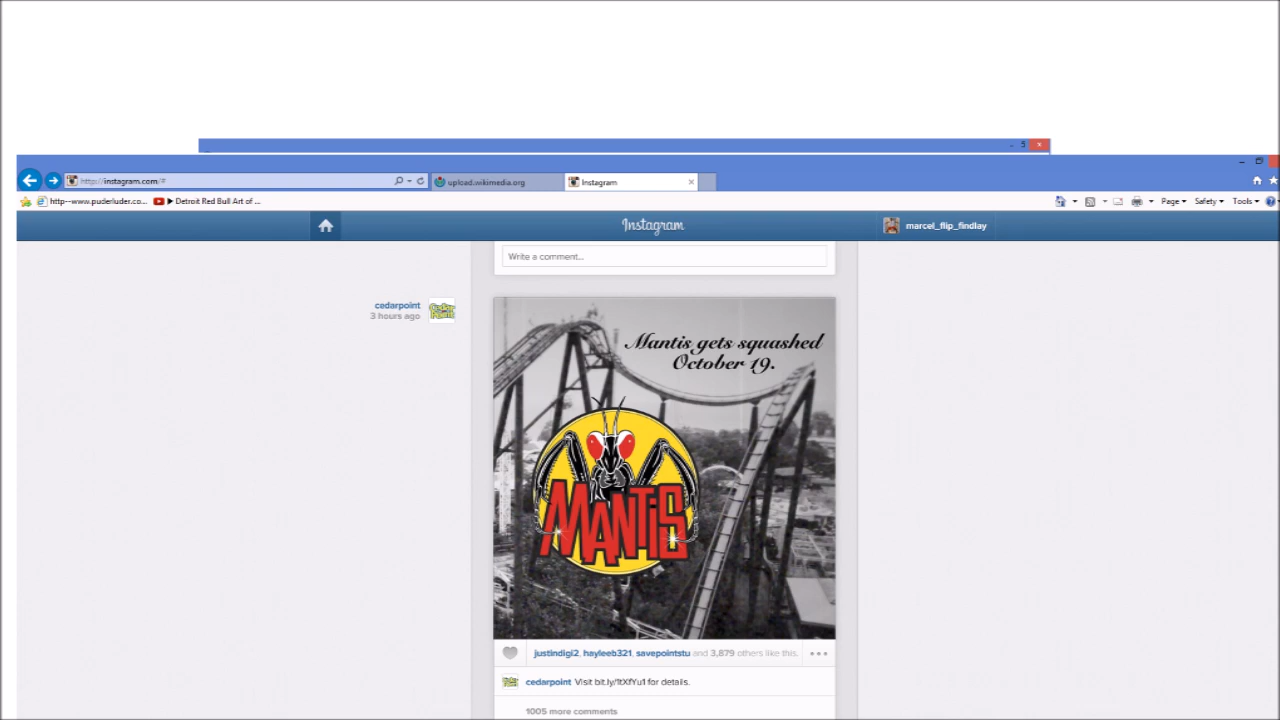 http://instagram.com/#
upload.wikimedia.org
Instagram
http--www.puderluder.co...
Detroit Red Bull Art of ...
Page
Safety
Tools
Instagram
marcel_flip_findlay
Write a comment...
cedarpoint
3 hours ago
Cedar Point
Mantis gets squashed
October 19.
MANTIS
justindigi2, hayleeb321, savepointstu and 3,879 others like this.
cedarpoint Visit bit.ly/1tXfYu1 for details.
1005 more comments